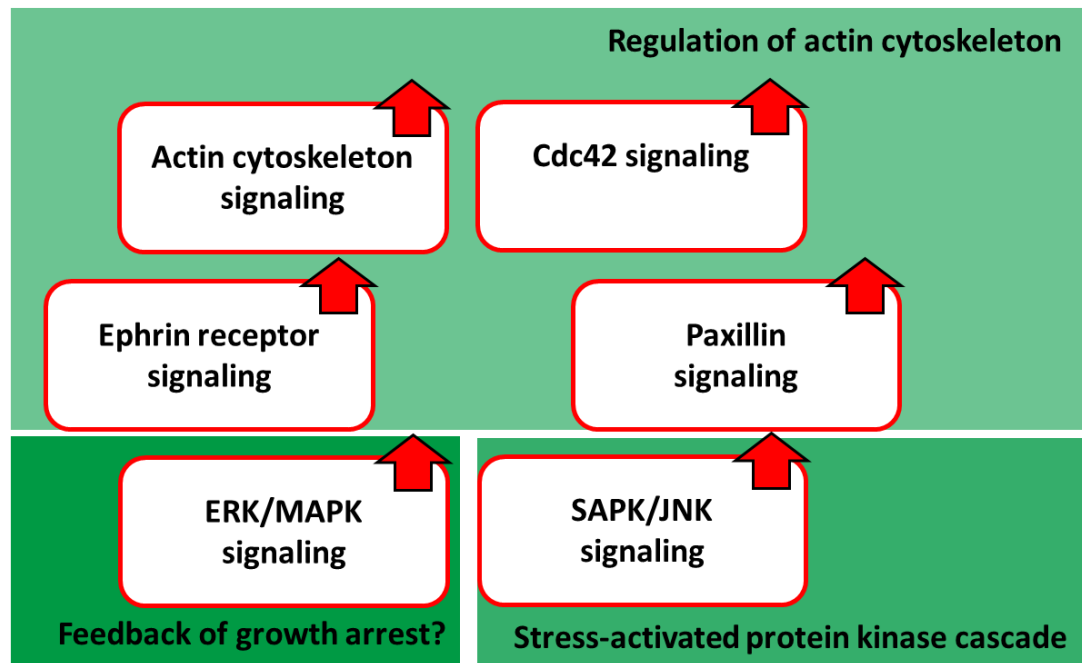 Regulation of actin cytoskeleton
Actin cytoskeleton
signaling
Cdc42 signaling
Ephrin receptor
signaling
Paxillin
signaling
ERK/MAPK
signaling
SAPK/JNK
signaling
Feedback of growth arrest?
Stress-activated protein kinase cascade